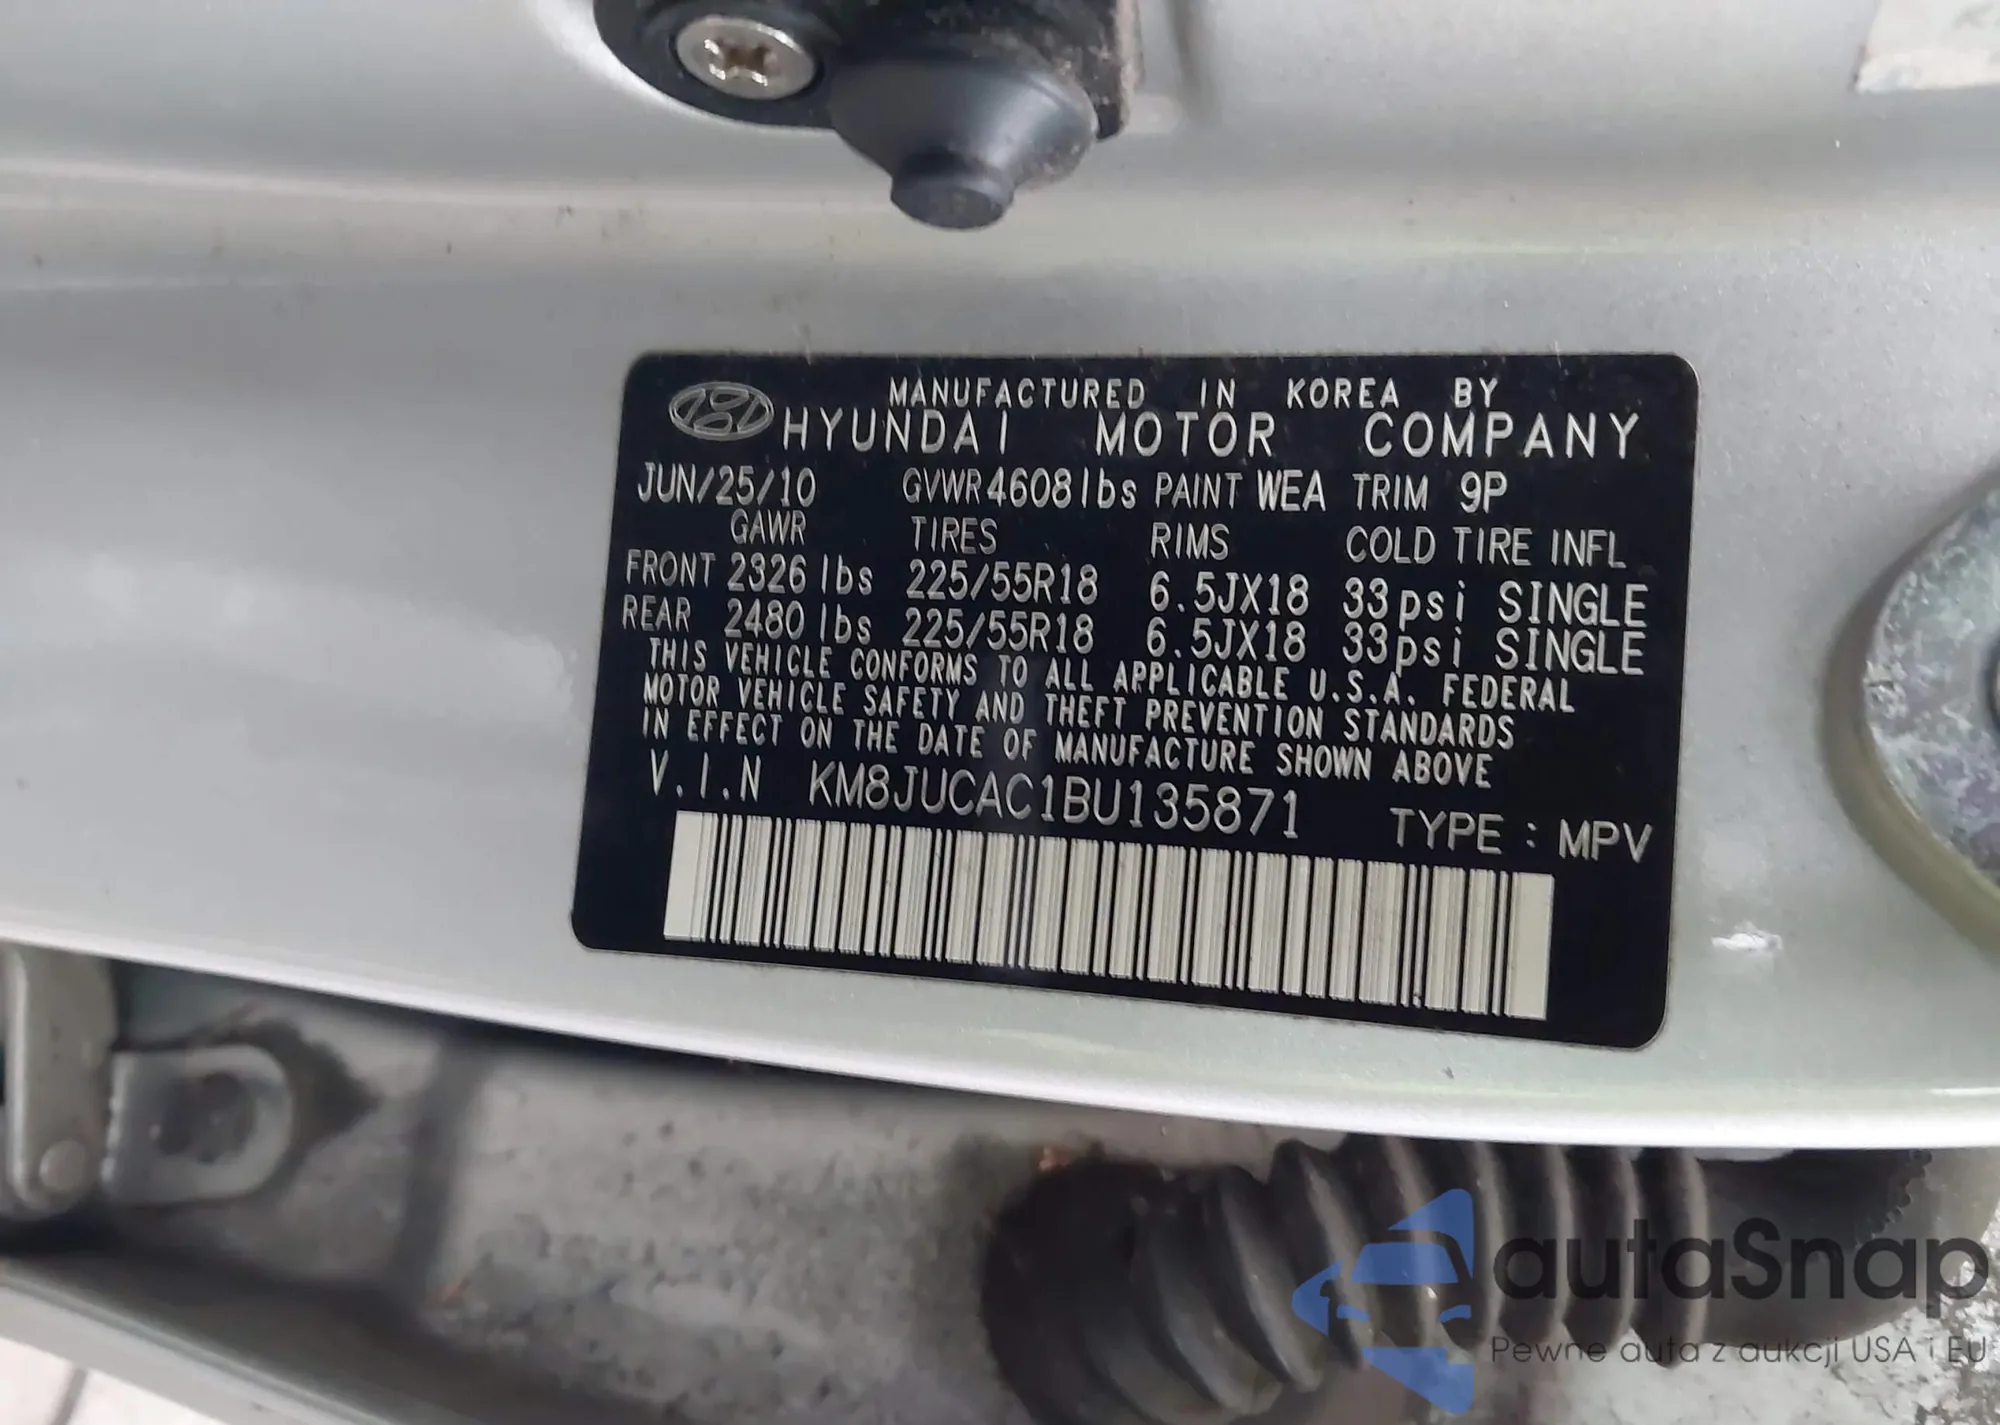 MANUFACTURED IN KOREA BY
HYUNDAI MOTOR COMPANY
JUN/25/10 GVWR 4608lbs PAINT WEA TRIM 9P
GAWR TIRES RIMS COLD TIRE INFL
FRONT 2326 lbs 225/55R18 6.5JX18 33psi SINGLE
REAR 2480 lbs 225/55R18 6.5JX18 33psi SINGLE
THIS VEHICLE CONFORMS TO ALL APPLICABLE U.S.A. FEDERAL
MOTOR VEHICLE SAFETY AND THEFT PREVENTION STANDARDS
IN EFFECT ON THE DATE OF MANUFACTURE SHOWN ABOVE
V.I.N KM8JUCAC1BU135871 TYPE : MPV
autaSnap
Pewne auta z aukcji USA i EU